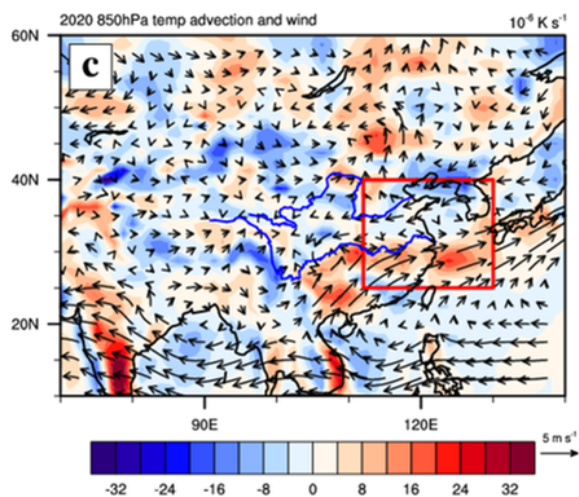 2020 850hPa temp advection and wind 10⁻⁶ K s⁻¹
c
60N
40N
20N
90E 120E
5 m s⁻¹
-32 -24 -16 -8 0 8 16 24 32